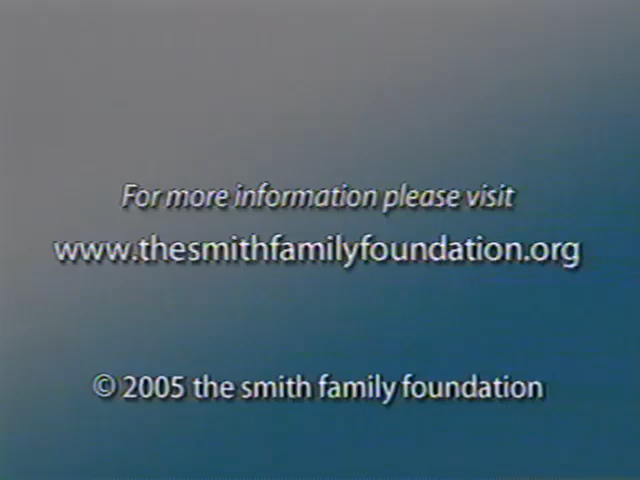 For more information please visit
www.thesmithfamilyfoundation.org
© 2005 the smith family foundation